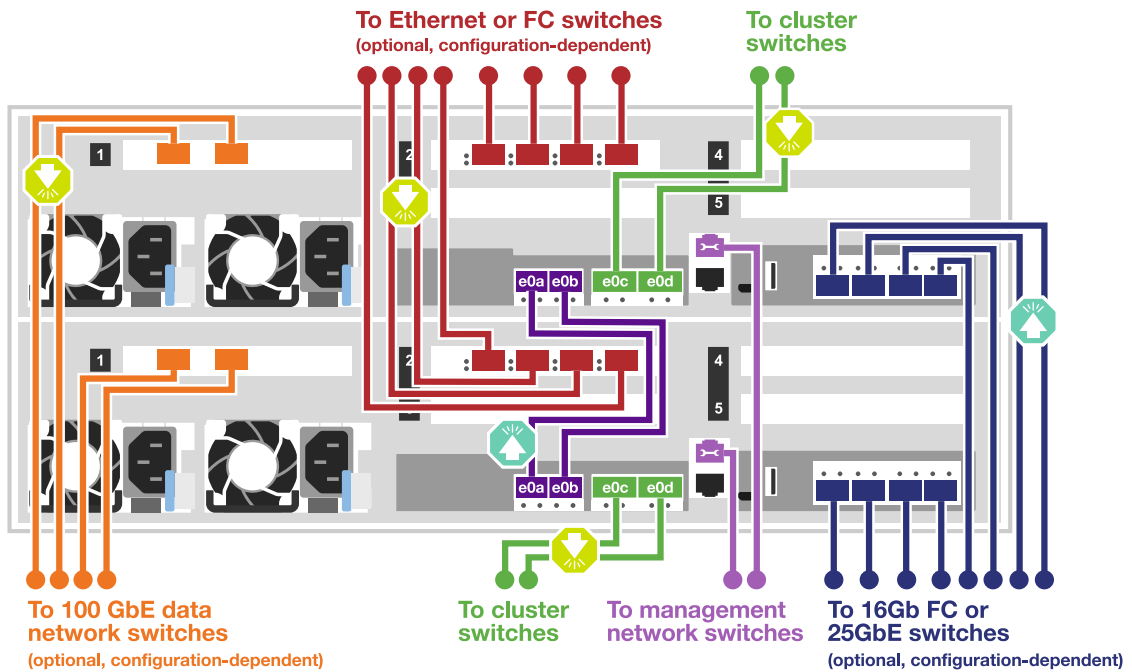 To Ethernet or FC switches
(optional, configuration-dependent)
To cluster
switches
1
2
4
5
e0a e0b e0c e0d
1
2
4
5
e0a e0b e0c e0d
To 100 GbE data
network switches
(optional, configuration-dependent)
To cluster
switches
To management
network switches
To 16Gb FC or
25GbE switches
(optional, configuration-dependent)